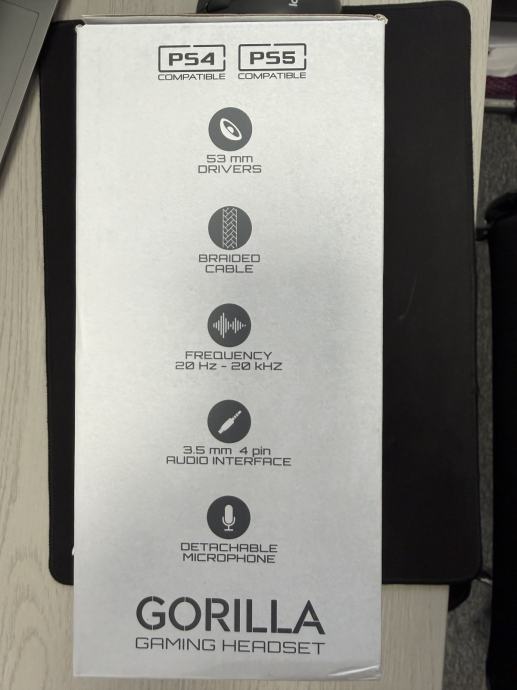 PS4 PS5
COMPATIBLE COMPATIBLE
53 mm
DRIVERS
BRAIDED
CABLE
FREQUENCY
20 Hz - 20 kHZ
3.5 mm 4 pin
AUDIO INTERFACE
DETACHABLE
MICROPHONE
GORILLA
GAMING HEADSET